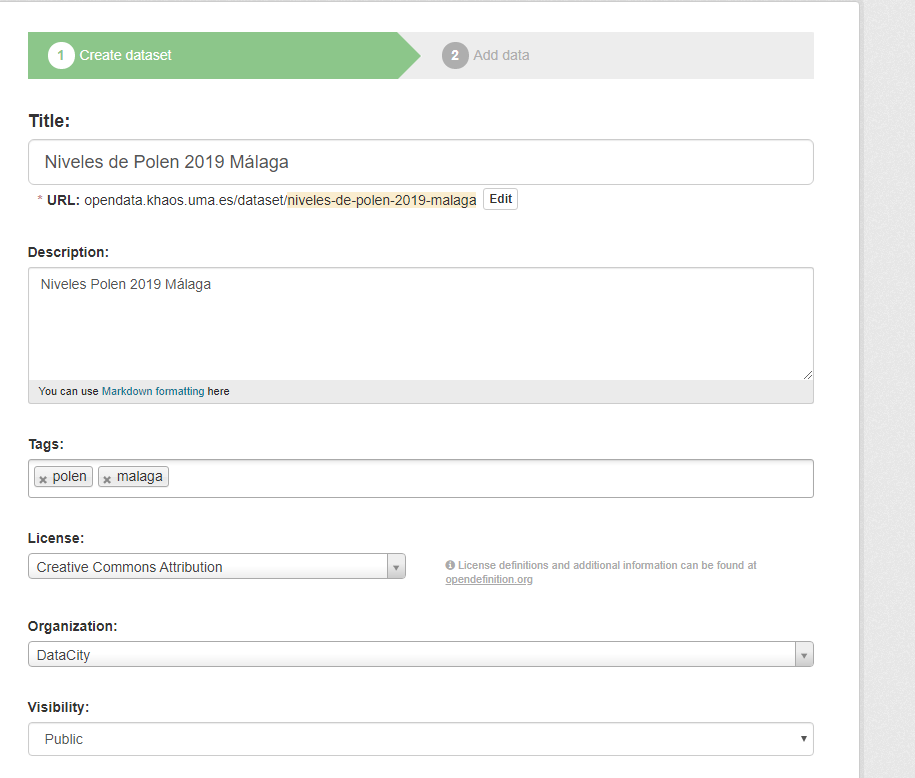 1 Create dataset
2 Add data
Title:
Niveles de Polen 2019 Málaga
* URL: opendata.khaos.uma.es/dataset/niveles-de-polen-2019-malaga Edit
Description:
Niveles Polen 2019 Málaga
You can use Markdown formatting here
Tags:
polen malaga
License:
Creative Commons Attribution
License definitions and additional information can be found at
opendefinition.org
Organization:
DataCity
Visibility:
Public